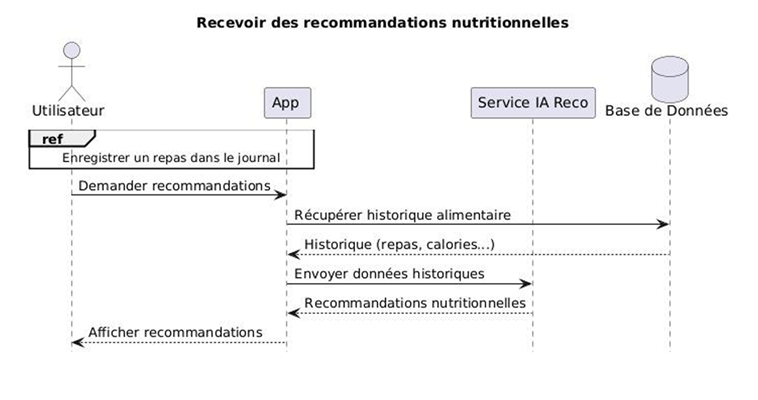 Recevoir des recommandations nutritionnelles
Utilisateur
App
Service IA Reco
Base de Données
ref
Enregistrer un repas dans le journal
Demander recommandations
Récupérer historique alimentaire
Historique (repas, calories...)
Envoyer données historiques
Recommandations nutritionnelles
Afficher recommandations